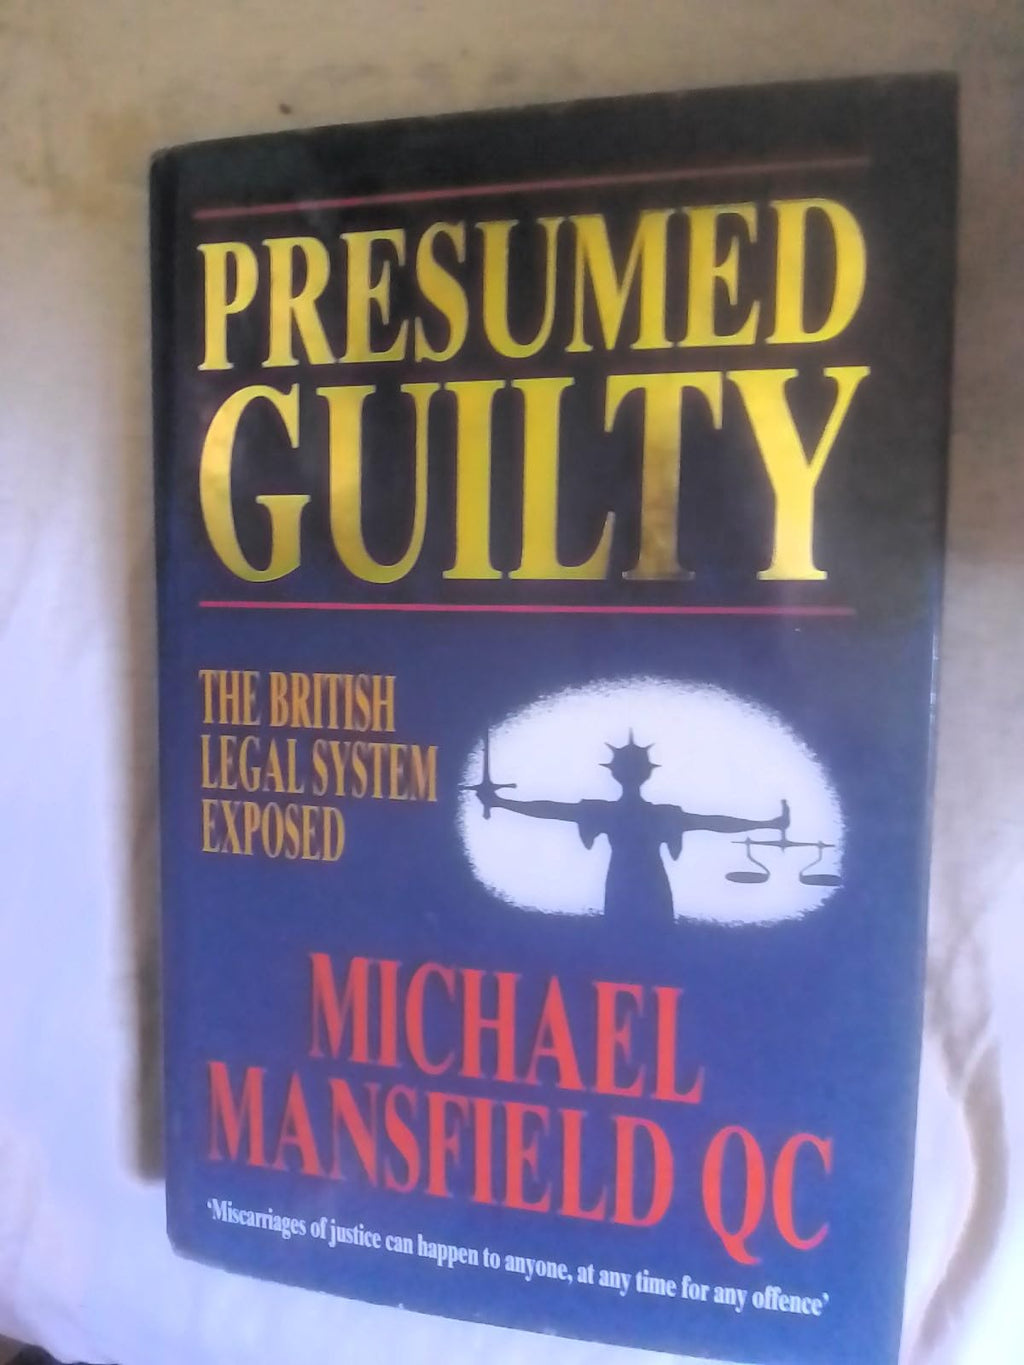 PRESUMED
GUILTY
THE BRITISH
LEGAL SYSTEM
EXPOSED
MICHAEL
MANSFIELD QC
‘Miscarriages of justice can happen to anyone, at any time for any offence’